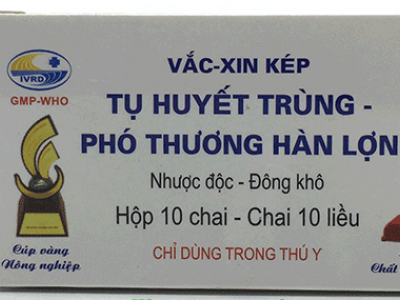 IVRD
GMP-WHO
VẮC-XIN KÉP
TỤ HUYẾT TRÙNG -
PHÓ THƯƠNG HÀN LỢN
Nhược độc - Đông khô
Hộp 10 chai - Chai 10 liều
CHỈ DÙNG TRONG THÚ Y
Cúp vàng
Nông nghiệp
Chất